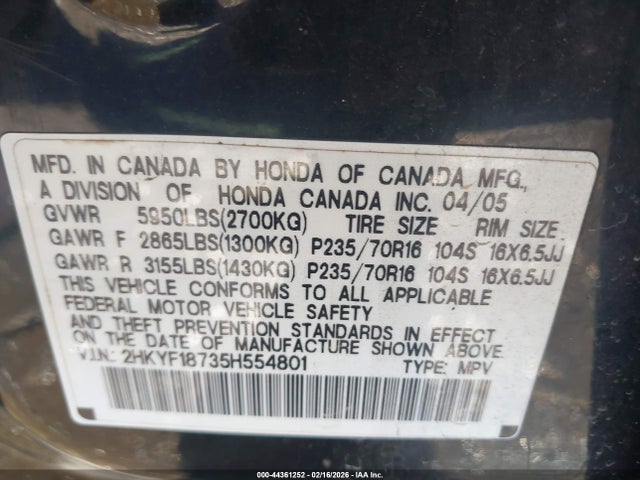 MFD. IN CANADA BY HONDA OF CANADA MFG.,
A DIVISION OF HONDA CANADA INC. 04/05
GVWR 5950LBS(2700KG) TIRE SIZE RIM SIZE
GAWR F 2865LBS(1300KG) P235/70R16 104S 16X6.5JJ
GAWR R 3155LBS(1430KG) P235/70R16 104S 16X6.5JJ
THIS VEHICLE CONFORMS TO ALL APPLICABLE
FEDERAL MOTOR VEHICLE SAFETY
AND THEFT PREVENTION STANDARDS IN EFFECT
ON THE DATE OF MANUFACTURE SHOWN ABOVE.
V.I.N.: 2HKYF18735H554801 TYPE: MPV
000-44361252 - 02/16/2026 - IAA Inc.